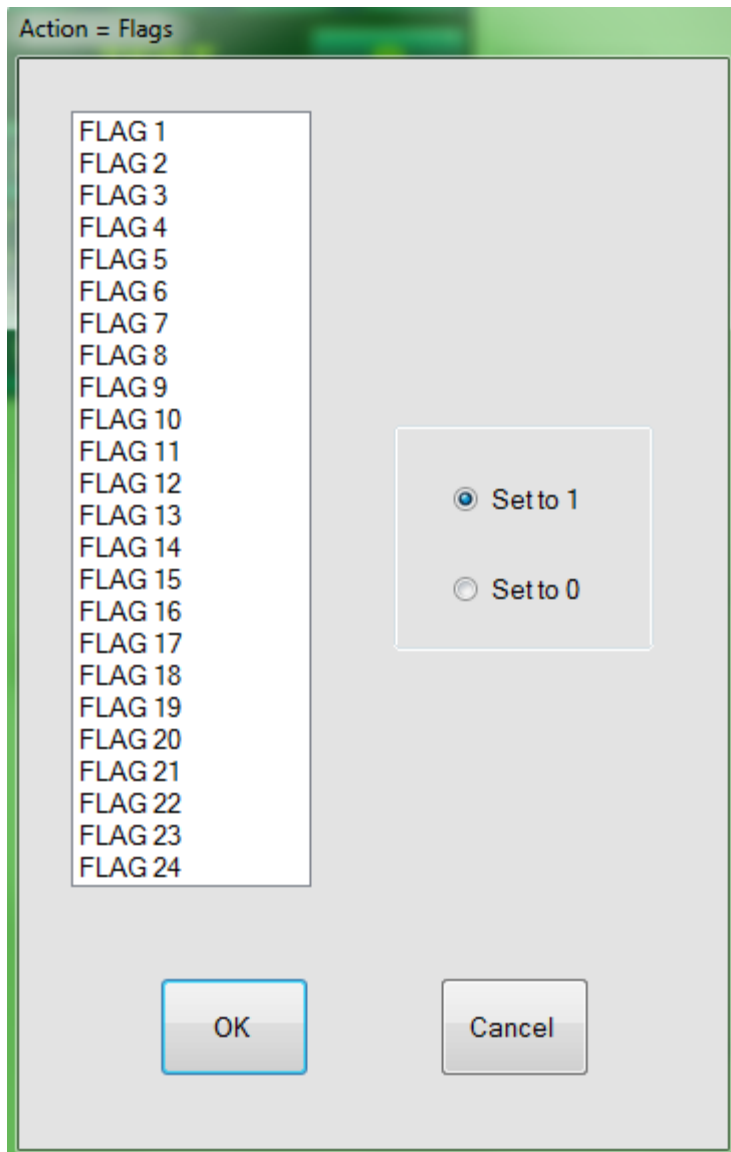 Action = Flags
FLAG 1
FLAG 2
FLAG 3
FLAG 4
FLAG 5
FLAG 6
FLAG 7
FLAG 8
FLAG 9
FLAG 10
FLAG 11
FLAG 12
FLAG 13
FLAG 14
FLAG 15
FLAG 16
FLAG 17
FLAG 18
FLAG 19
FLAG 20
FLAG 21
FLAG 22
FLAG 23
FLAG 24
Set to 1
Set to 0
OK
Cancel